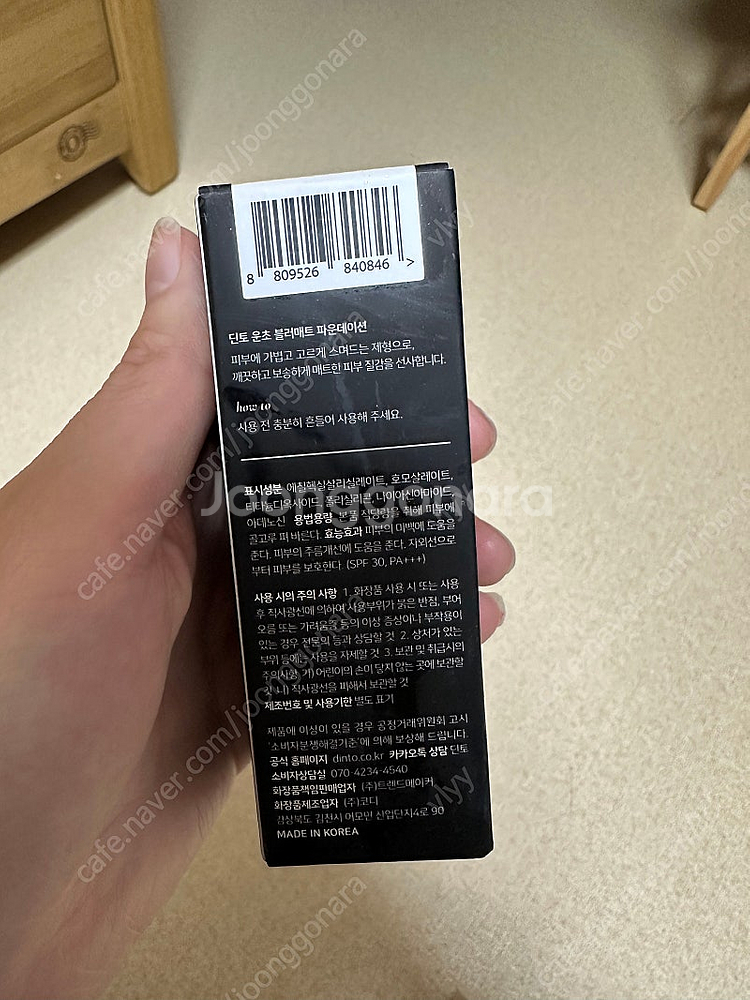 8 809526 840846 >
딘토 운초 블러매트 파운데이션
피부에 가볍고 고르게 스며드는 제형으로,
깨끗하고 보송하게 매트한 피부 질감을 선사합니다.
how to
사용 전 충분히 흔들어 사용해 주세요.
표시성분 에칠헥실살리실레이트, 호모살레이트,
티타늄디옥사이드, 폴리실리콘, 나이아신아마이드,
아데노신 용법용량 본품 적당량을 취해 피부에
골고루 펴 바른다. 효능효과 피부의 미백에 도움을
준다. 피부의 주름개선에 도움을 준다. 자외선으로
부터 피부를 보호한다. (SPF 30, PA+++)
사용 시의 주의 사항 1. 화장품 사용 시 또는 사용
후 직사광선에 의하여 사용부위가 붉은 반점, 부어
오름 또는 가려움증 등의 이상 증상이나 부작용이
있는 경우 전문의 등과 상담할 것 2. 상처가 있는
부위 등에는 사용을 자제할 것 3. 보관 및 취급시의
주의사항 가) 어린이의 손이 닿지 않는 곳에 보관할
것 나) 직사광선을 피해서 보관할 것
제조번호 및 사용기한 별도 표기
제품에 이상이 있을 경우 공정거래위원회 고시
'소비자분쟁해결기준'에 의해 보상해 드립니다.
공식 홈페이지 dinto.co.kr 카카오톡 상담 딘토
소비자상담실 070-4234-4540
화장품책임판매업자 (주)트렌드메이커
화장품제조업자 (주)코디
경상북도 김천시 어모면 산업단지4로 90
MADE IN KOREA
Joonggonara
cafe.naver.com/joonggonara
vlyy